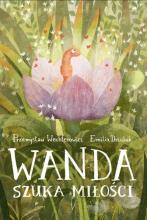 Przemysław Wechterowicz Emilia Dziubak
WANDA
SZUKA MIŁOŚCI